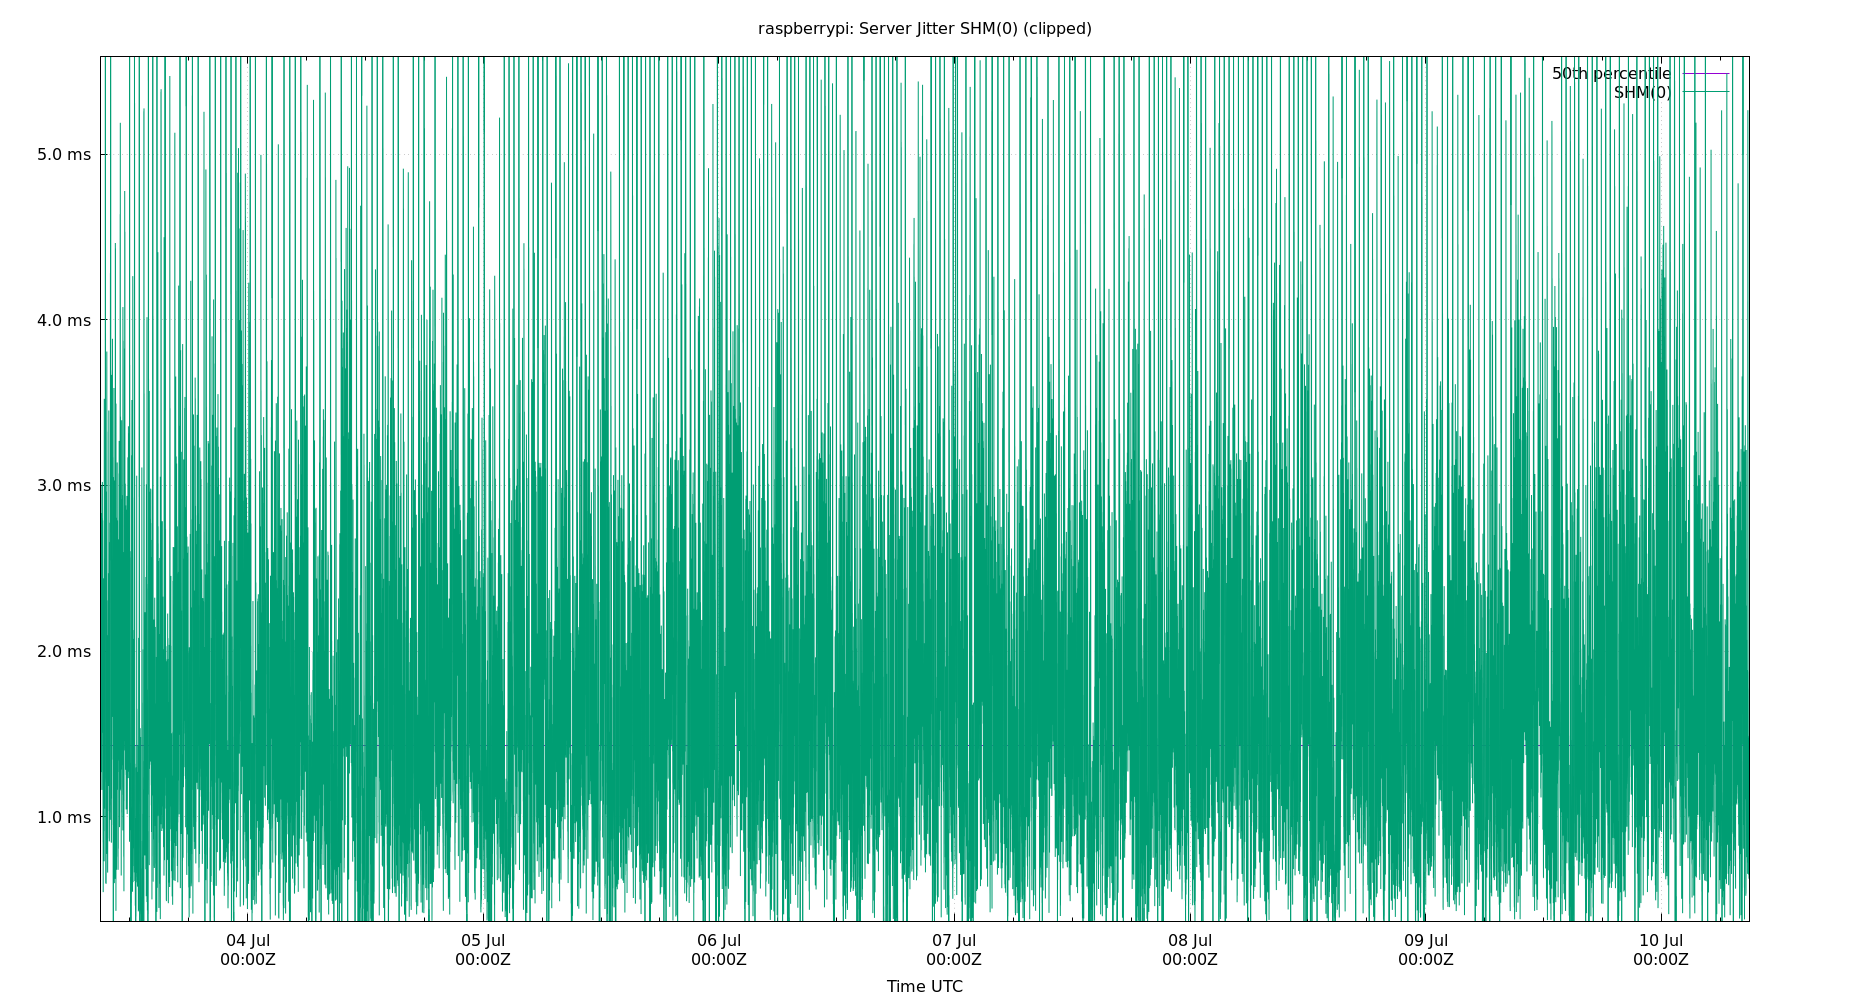 raspberrypi: Server Jitter SHM(0) (clipped)
50th percentile
SHM(0)
5.0 ms
4.0 ms
3.0 ms
2.0 ms
1.0 ms
04 Jul 05 Jul 06 Jul 07 Jul 08 Jul 09 Jul 10 Jul
00:00Z 00:00Z 00:00Z 00:00Z 00:00Z 00:00Z 00:00Z
Time UTC